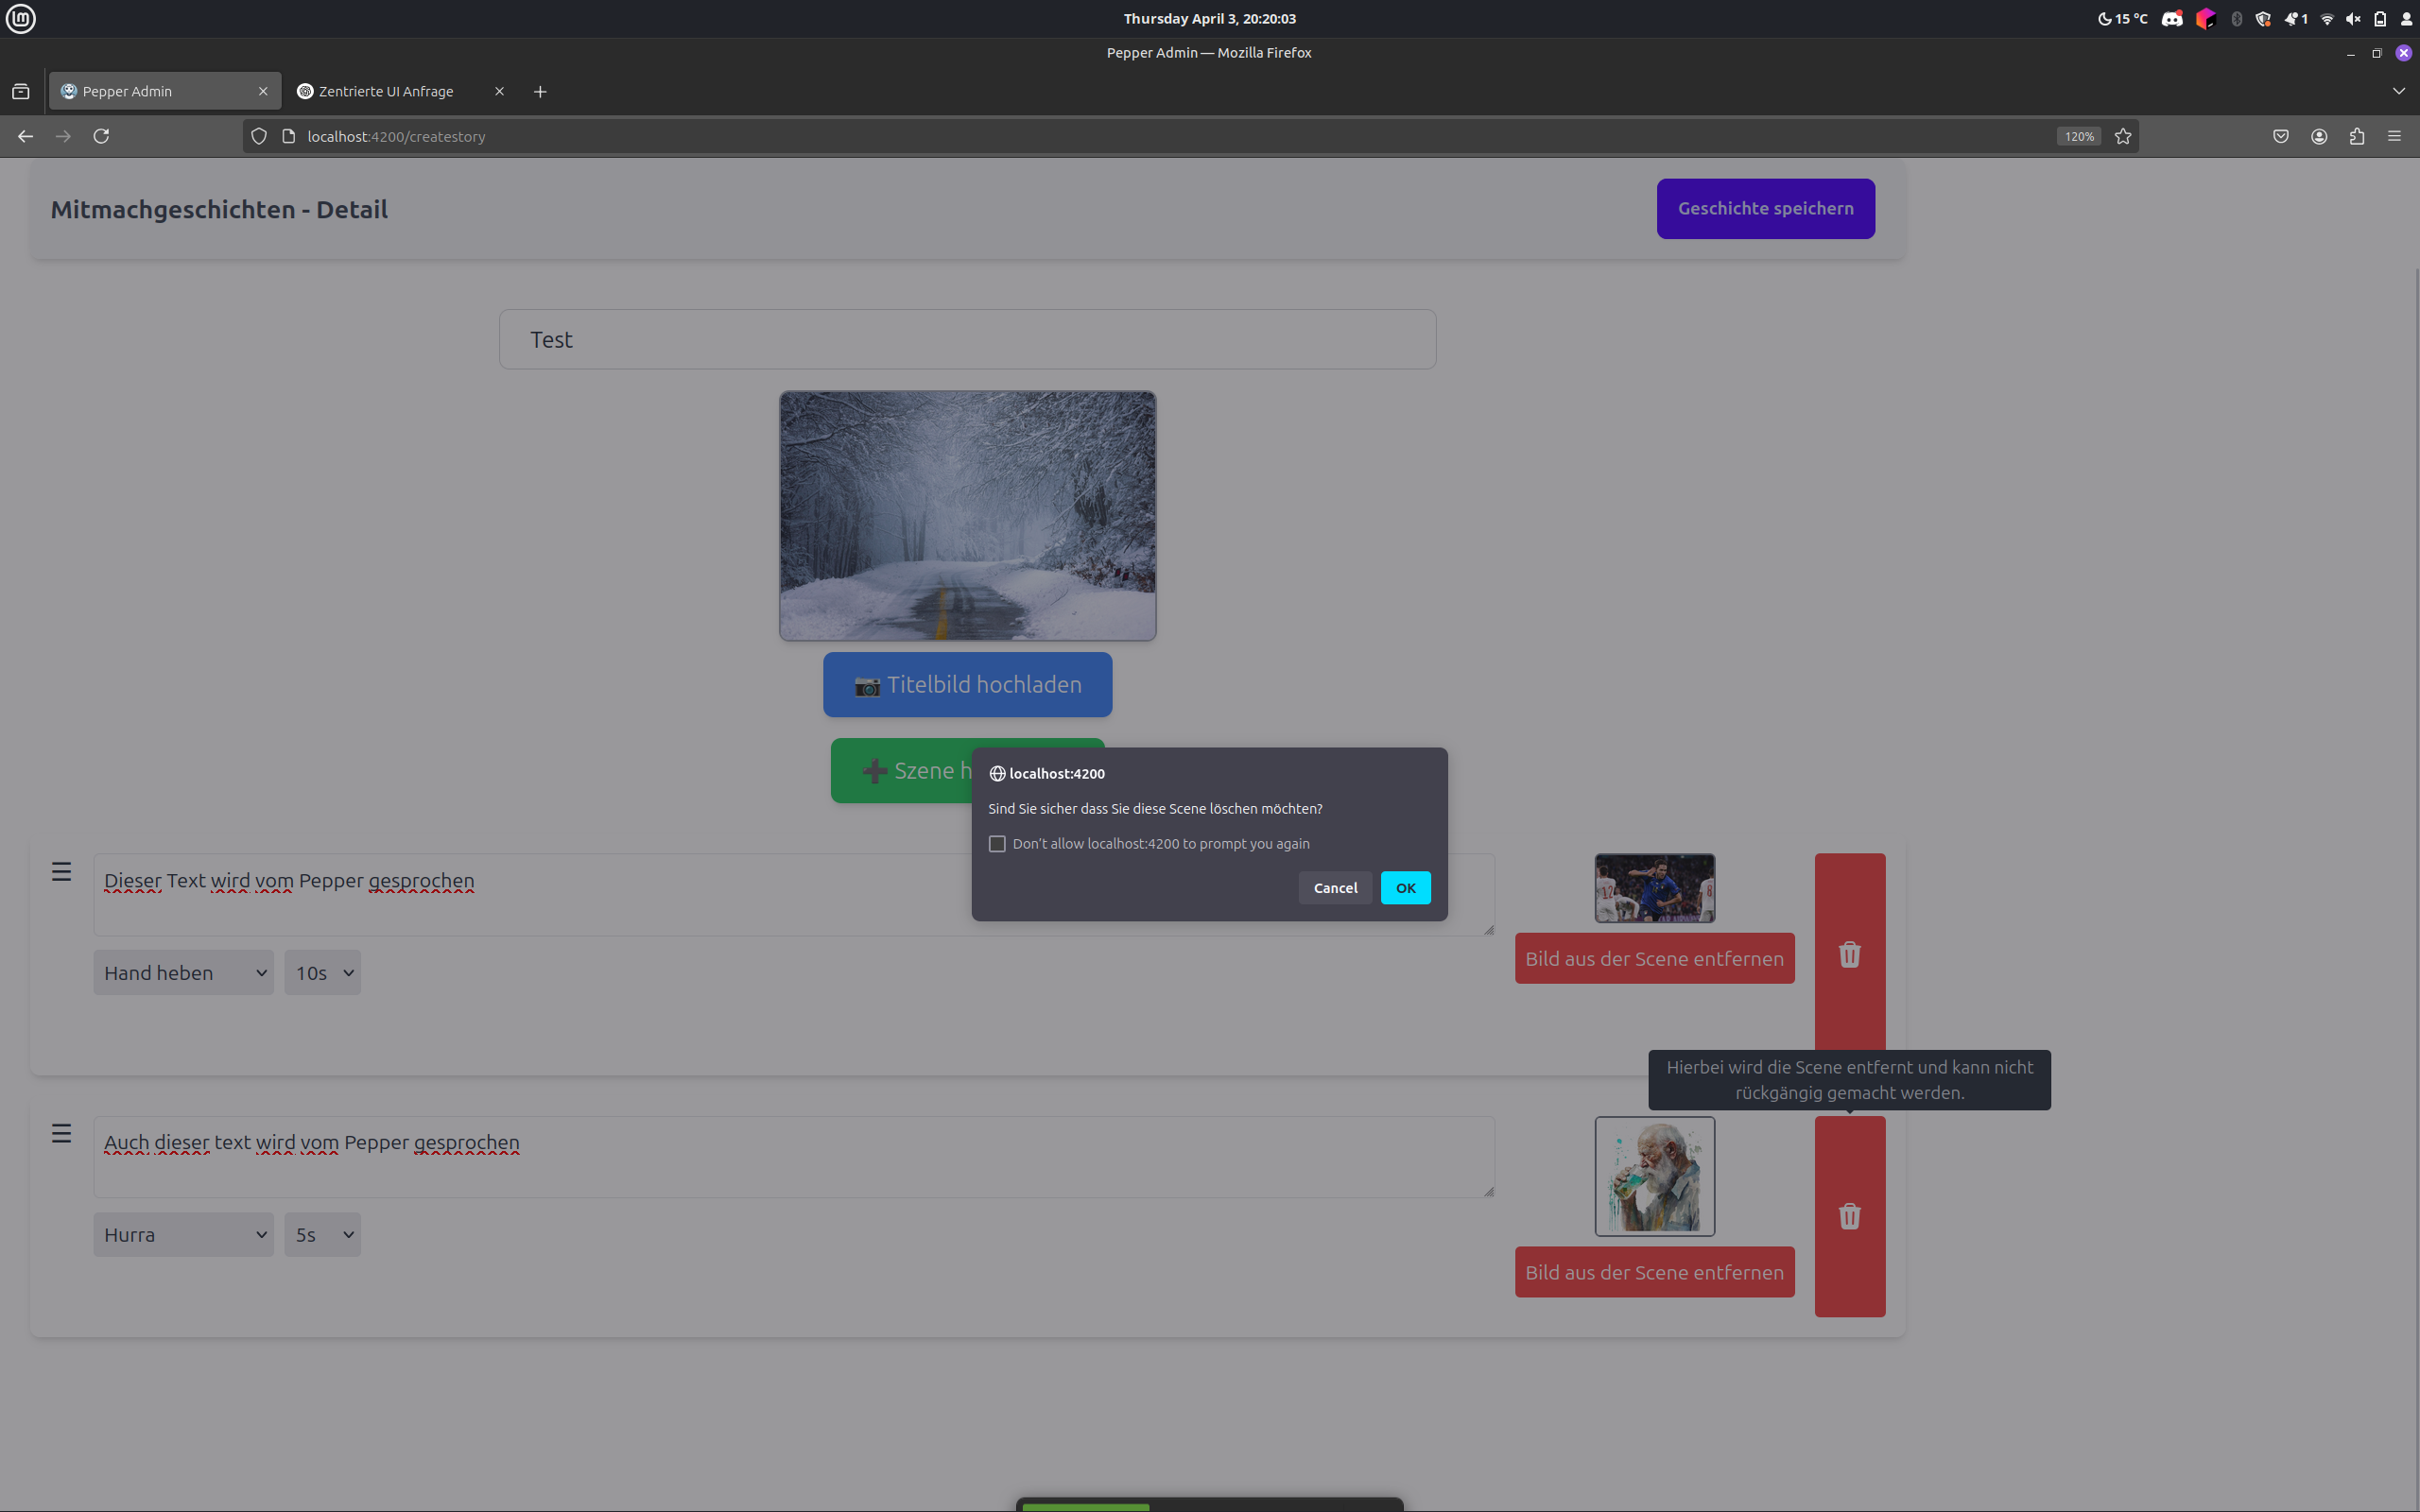 Thursday April 3, 20:20:03
15 °C
1
Pepper Admin — Mozilla Firefox
Pepper Admin
Zentrierte UI Anfrage
localhost:4200/createstory
120%
Mitmachgeschichten - Detail
Geschichte speichern
Test
Titelbild hochladen
Szene h
localhost:4200
Sind Sie sicher dass Sie diese Scene löschen möchten?
Don't allow localhost:4200 to prompt you again
Cancel
OK
Dieser Text wird vom Pepper gesprochen
Hand heben
10s
12
8
Bild aus der Scene entfernen
Hierbei wird die Scene entfernt und kann nicht
rückgängig gemacht werden.
Auch dieser text wird vom Pepper gesprochen
Hurra
5s
Bild aus der Scene entfernen